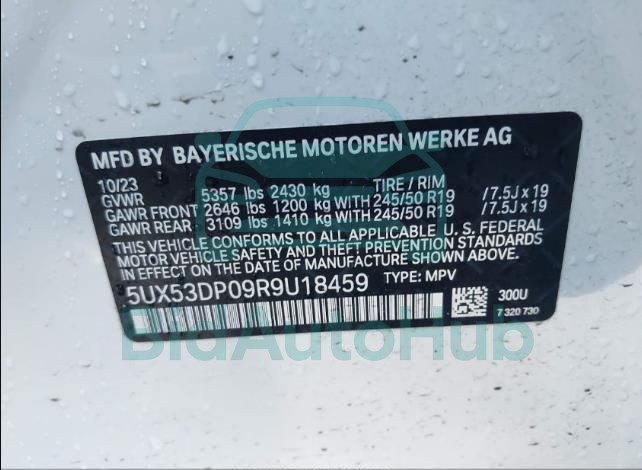 MFD BY BAYERISCHE MOTOREN WERKE AG
10/23
GVWR 5357 lbs 2430 kg TIRE / RIM
GAWR FRONT 2646 lbs 1200 kg WITH 245/50 R19 /7.5J x 19
GAWR REAR: 3109 lbs 1410 kg WITH 245/50 R19 /7.5J x 19
THIS VEHICLE CONFORMS TO ALL APPLICABLE U. S. FEDERAL
MOTOR VEHICLE SAFETY AND THEFT PREVENTION
STANDARDS IN EFFECT ON THE DATE OF MANUFACTURE SHOWN ABOVE.
5UX53DP09R9U18459 TYPE: MPV
300U
7 320 730
BidAutoHub